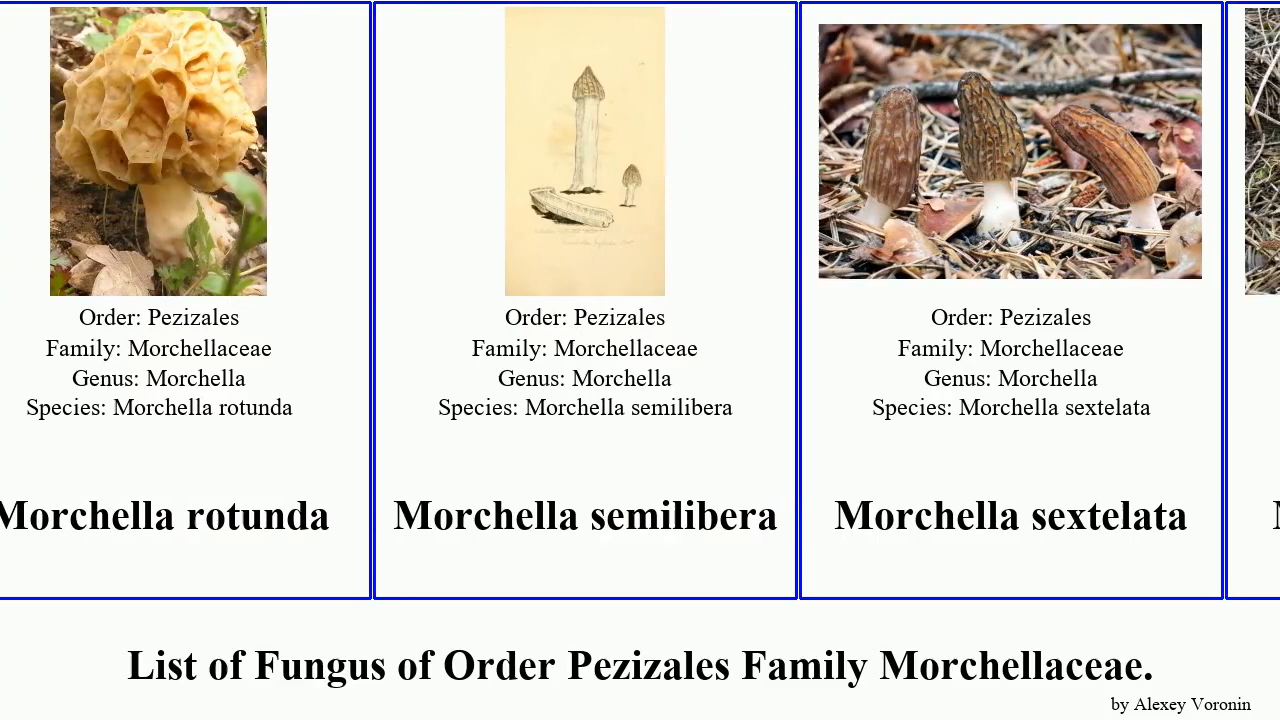 Order: Pezizales
Family: Morchellaceae
Genus: Morchella
Species: Morchella rotunda
Morchella rotunda
Order: Pezizales
Family: Morchellaceae
Genus: Morchella
Species: Morchella semilibera
Morchella semilibera
Order: Pezizales
Family: Morchellaceae
Genus: Morchella
Species: Morchella sextelata
Morchella sextelata
List of Fungus of Order Pezizales Family Morchellaceae.
by Alexey Voronin